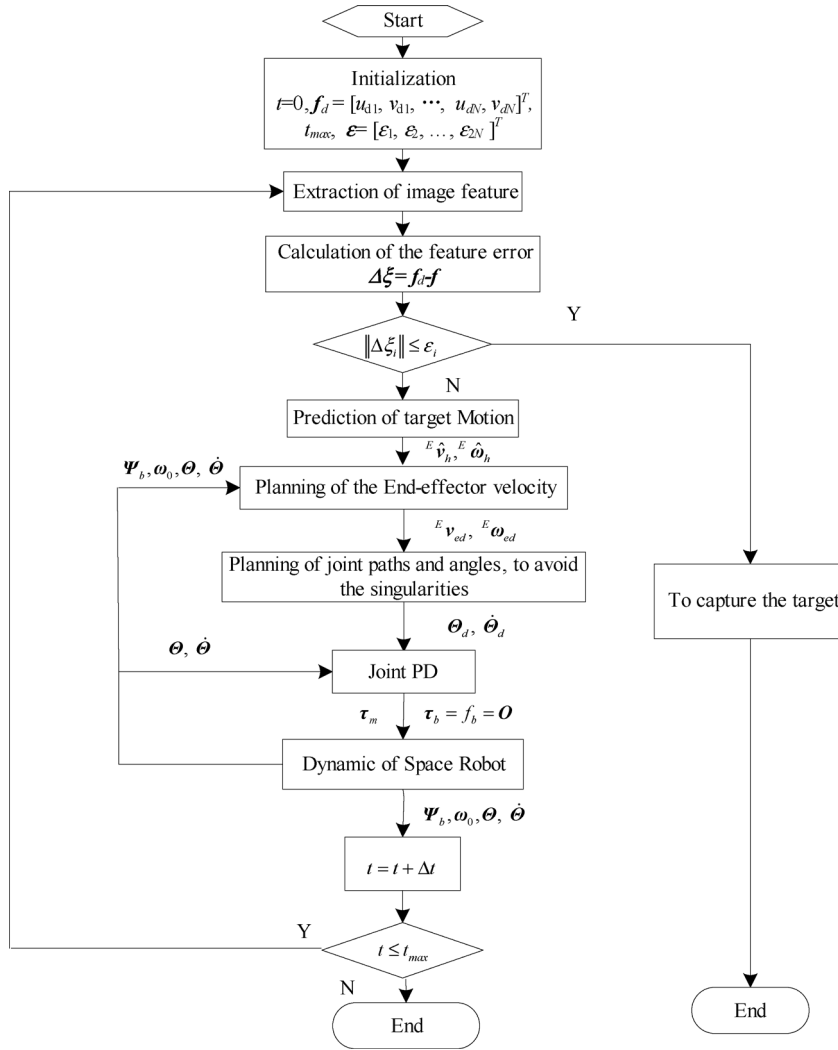 Start
Initialization
t=0, f_d = [u_d1, v_d1, ⋯, u_dN, v_dN]^T,
t_max, ε= [ε_1, ε_2, …, ε_2N ]^T
Extraction of image feature
Calculation of the feature error
Δξ = f_d-f
Y
‖Δξ_i‖ ≤ ε_i
N
Prediction of target Motion
^E v̂_h, ^E ω̂_h
Ψ_b, ω_0, Θ, Θ̇
Planning of the End-effector velocity
^E v_ed, ^E ω_ed
Planning of joint paths and angles, to avoid
the singularities
To capture the target
Θ_d, Θ̇_d
Θ, Θ̇
Joint PD
τ_m τ_b = f_b = O
Dynamic of Space Robot
Ψ_b, ω_0, Θ, Θ̇
t = t + Δt
Y
t ≤ t_max
N
End
End